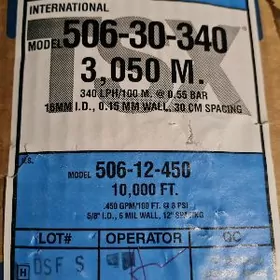 INTERNATIONAL
MODEL 506-30-340
TSX
3,050 M.
340 LPH/100 M. @ 0.55 BAR
16MM I.D., 0.15 MM WALL, 30 CM SPACING
U.S.
MODEL 506-12-450
10,000 FT.
.450 GPM/100 FT. @ 8 PSI
5/8" I.D., 6 MIL WALL, 12" SPACING
LOT# OPERATOR QC
H OSF S